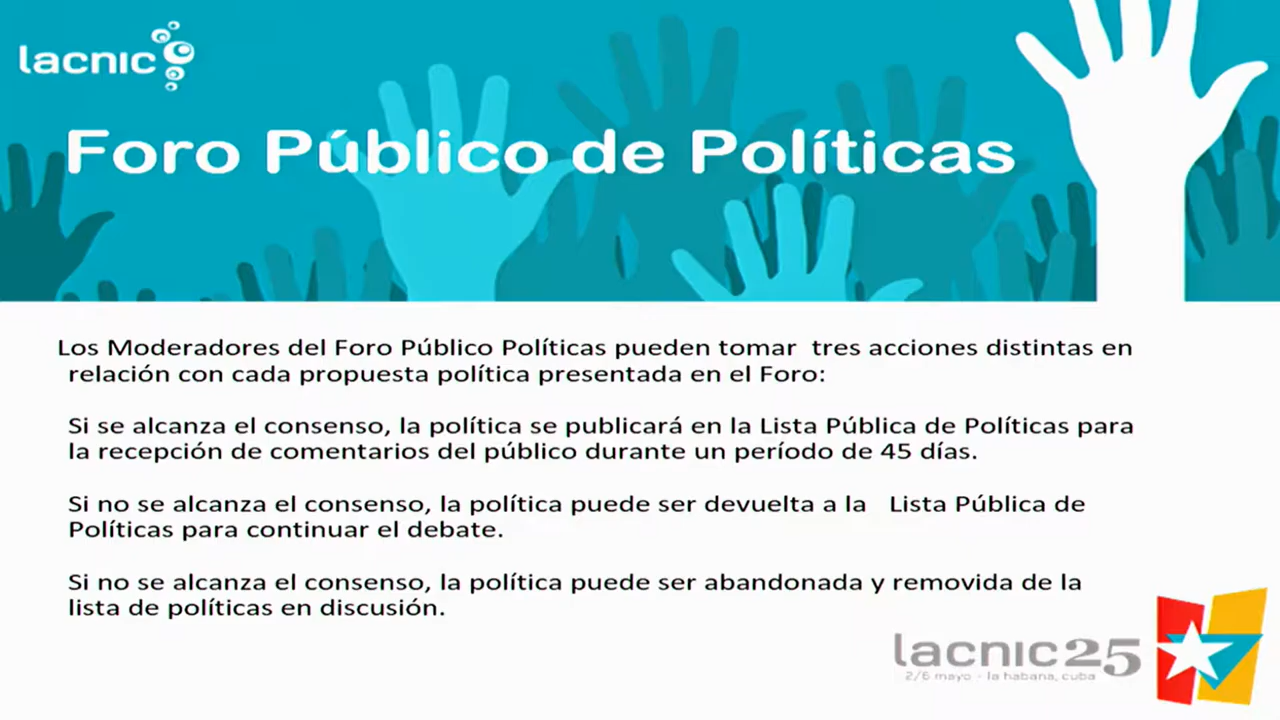 lacnic
Foro Público de Políticas
Los Moderadores del Foro Público Políticas pueden tomar tres acciones distintas en
relación con cada propuesta política presentada en el Foro:
Si se alcanza el consenso, la política se publicará en la Lista Pública de Políticas para
la recepción de comentarios del público durante un período de 45 días.
Si no se alcanza el consenso, la política puede ser devuelta a la Lista Pública de
Políticas para continuar el debate.
Si no se alcanza el consenso, la política puede ser abandonada y removida de la
lista de políticas en discusión.
lacnic25
2/6 mayo - la habana, cuba